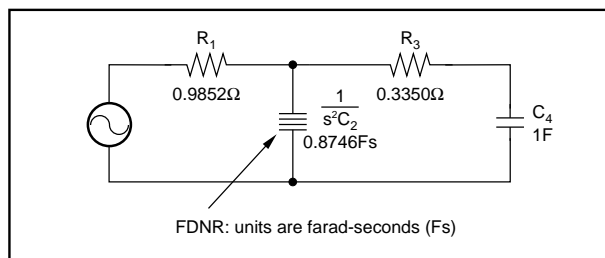 R₁
0.9852Ω
1
s²C₂
0.8746Fs
R₃
0.3350Ω
C₄
1F
FDNR: units are farad-seconds (Fs)